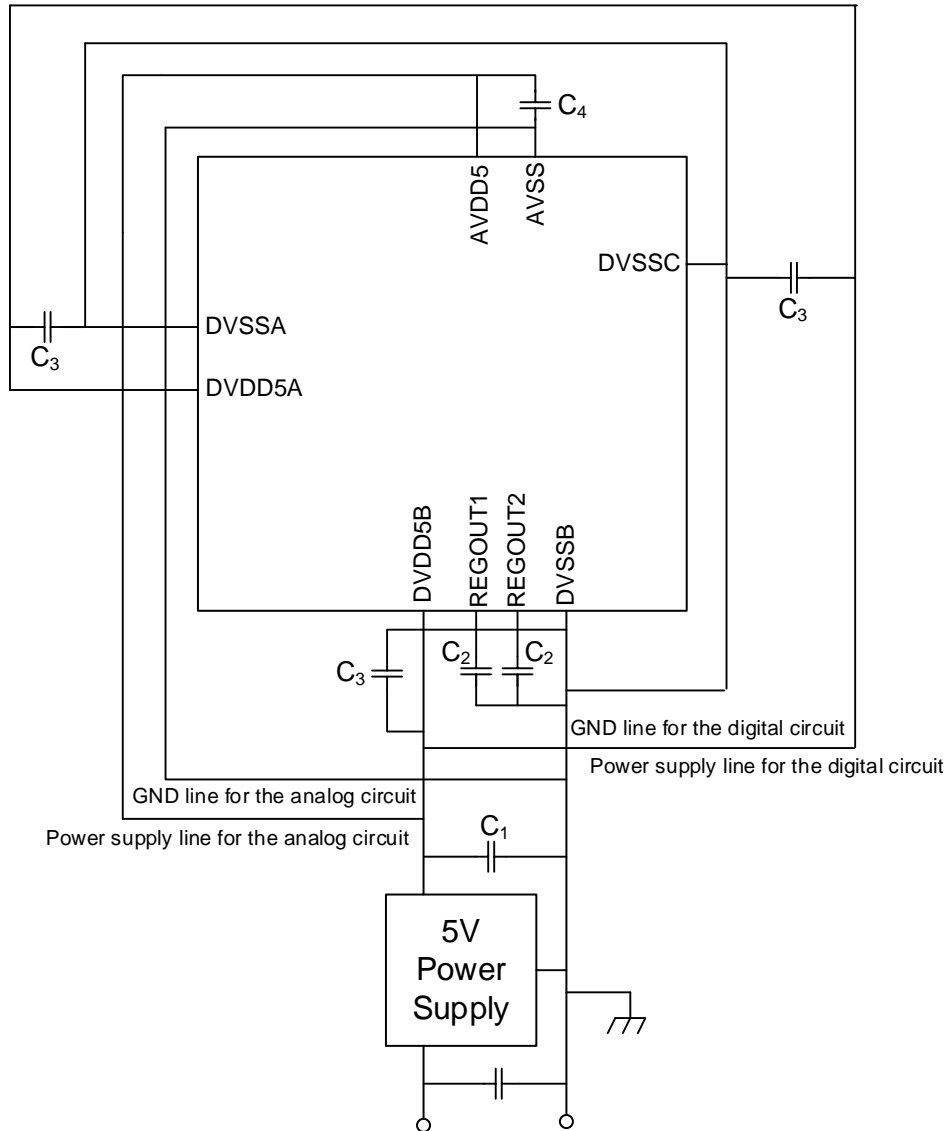 C4
AVDD5
AVSS
DVSSC
C3
DVSSA
C3
DVDD5A
DVDD5B
REGOUT1
REGOUT2
DVSSB
C3
C2
C2
GND line for the digital circuit
Power supply line for the digital circuit
GND line for the analog circuit
Power supply line for the analog circuit
C1
5V
Power
Supply